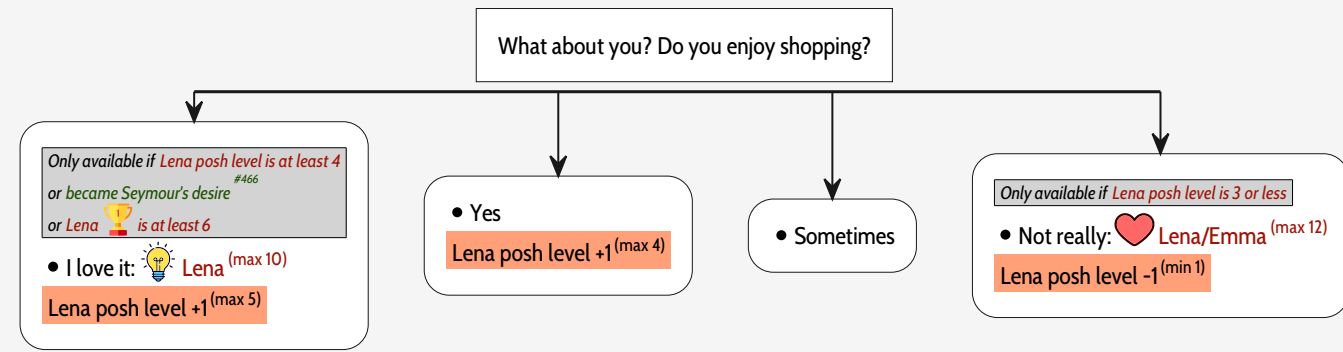 What about you? Do you enjoy shopping?
Only available if Lena posh level is at least 4
or became Seymour's desire #466
or Lena 1 is at least 6
• I love it: Lena (max 10)
Lena posh level +1 (max 5)
• Yes
Lena posh level +1 (max 4)
• Sometimes
Only available if Lena posh level is 3 or less
• Not really: Lena/Emma (max 12)
Lena posh level -1 (min 1)